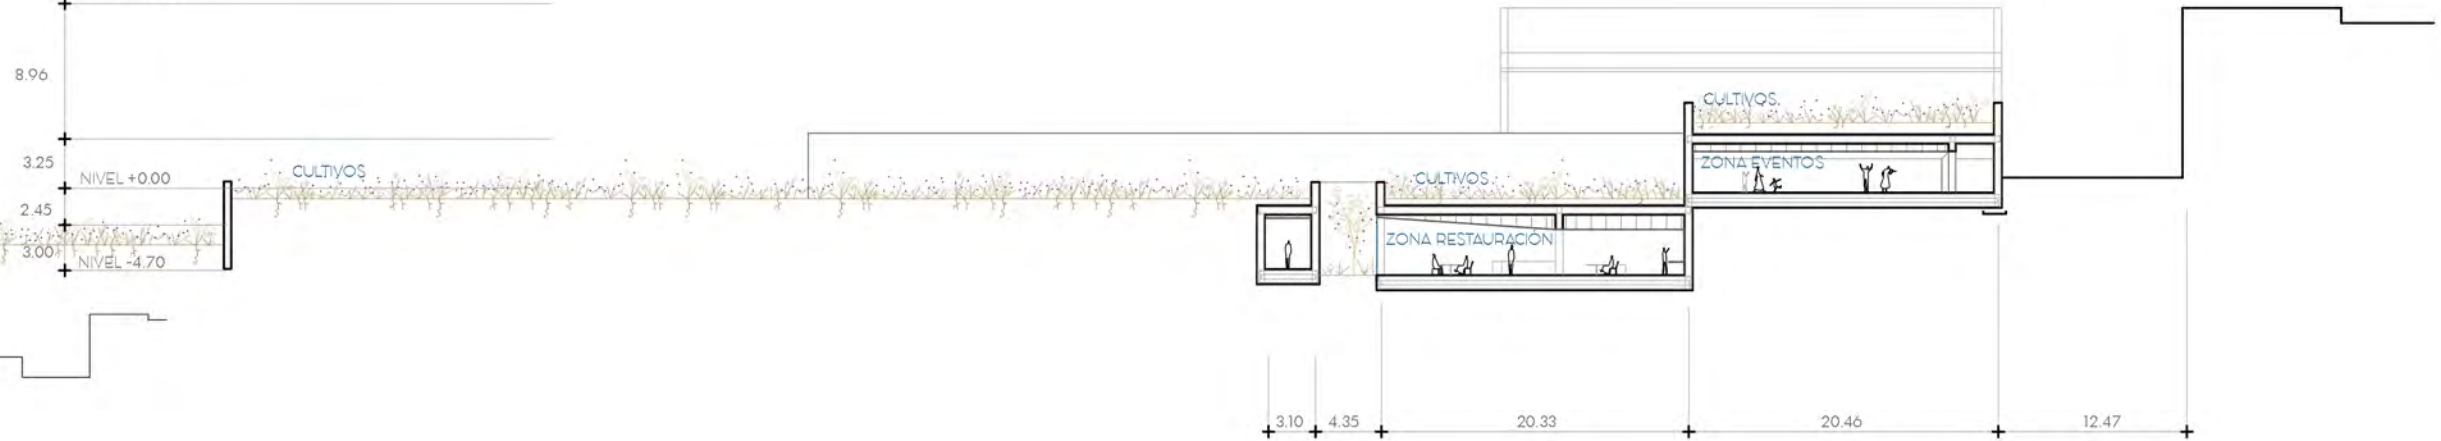 8.96
CULTIVOS
3.25
ZONA EVENTOS
CULTIVOS
NIVEL +0.00
CULTIVOS
2.45
ZONA RESTAURACIÓN
3.00
NIVEL -4.70
3.10
4.35
20.33
20.46
12.47